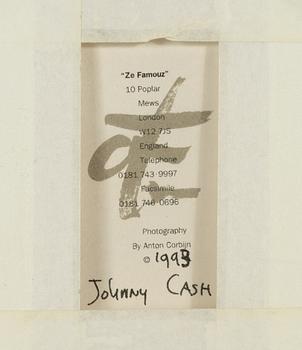 "Ze Famouz"
10 Poplar
Mews
London
W12 7JS
England
Telephone
0181 743·9997
Facsimile
0181 740·0696
Photography
By Anton Corbijn
© 1993
Johnny Cash